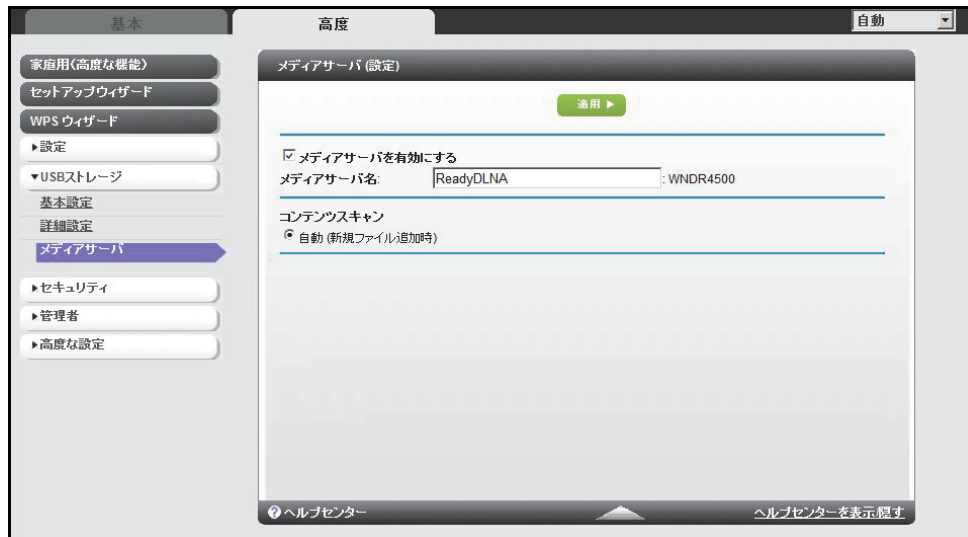 基本
高度
自動
家庭用(高度な機能)
セットアップウィザード
WPS ウィザード
▶設定
▼USBストレージ
基本設定
詳細設定
メディアサーバ
▶セキュリティ
▶管理者
▶高度な設定
メディアサーバ (設定)
適用 ▶
メディアサーバを有効にする
メディアサーバ名: ReadyDLNA : WNDR4500
コンテンツスキャン
自動 (新規ファイル追加時)
ヘルプセンター
ヘルプセンターを表示/隠す